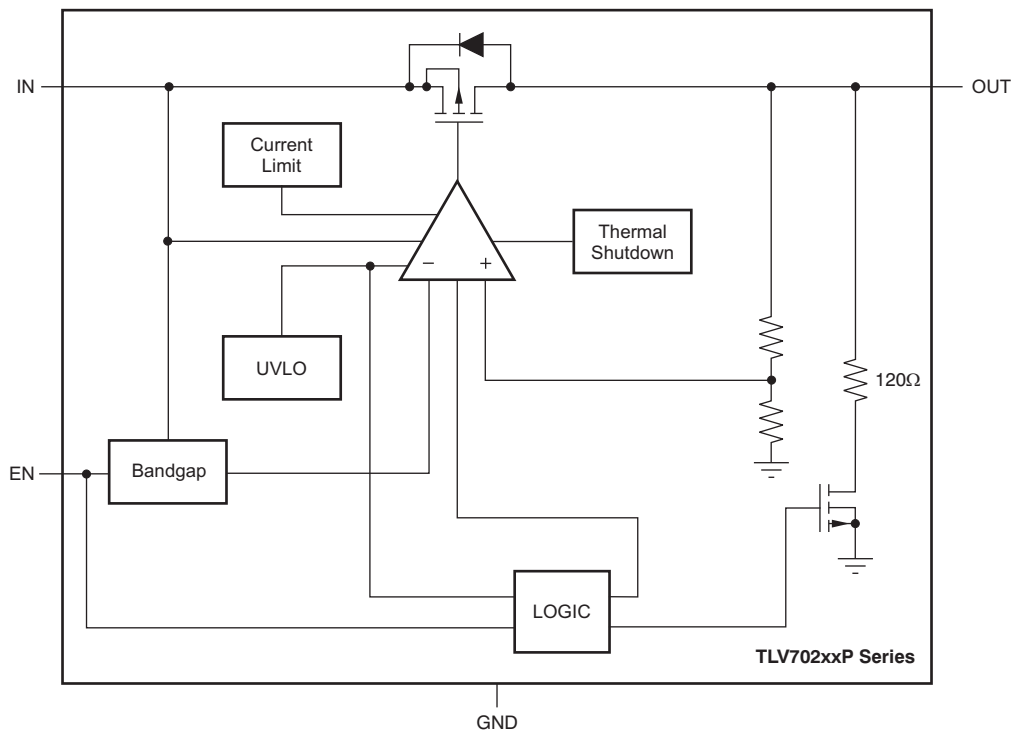 IN
OUT
Current
Limit
Thermal
Shutdown
−
+
UVLO
120Ω
EN
Bandgap
LOGIC
TLV702xxP Series
GND